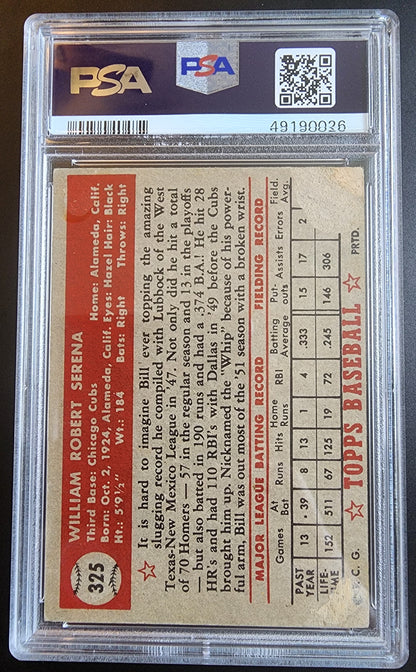 PSA
PSA
49190036
325
WILLIAM ROBERT SERENA
Third Base: Chicago Cubs Home: Alameda, Calif.
Born: Oct. 2, 1924, Alameda, Calif. Eyes: Hazel Hair: Black
Ht.: 5'9½" Wt.: 184 Bats: Right Throws: Right
It is hard to imagine Bill ever topping the amazing
slugging record he compiled with Lubbock of the West
Texas-New Mexico League in '47. Not only did he hit a total
of 70 Homers — 57 in the regular season and 13 in the playoffs
— but also batted in 190 runs and had a .374 B.A.! He hit 28
HR's and had 110 RBI's with Dallas in '49 before the Cubs
brought him up. Nicknamed the "Whip" because of his power-
ful arm, Bill was out most of the '51 season with a broken wrist.
MAJOR LEAGUE BATTING RECORD FIELDING RECORD
Games At Bat Runs Hits Home Runs RBI Batting Average Put-outs Assists Errors Field. Avg.
PAST YEAR 13 39 8 13 1 4 .333 15 17 2
LIFE-TIME 152 511 67 125 19 72 .245 146 306
TOPPS BASEBALL
C. G. PRTD.